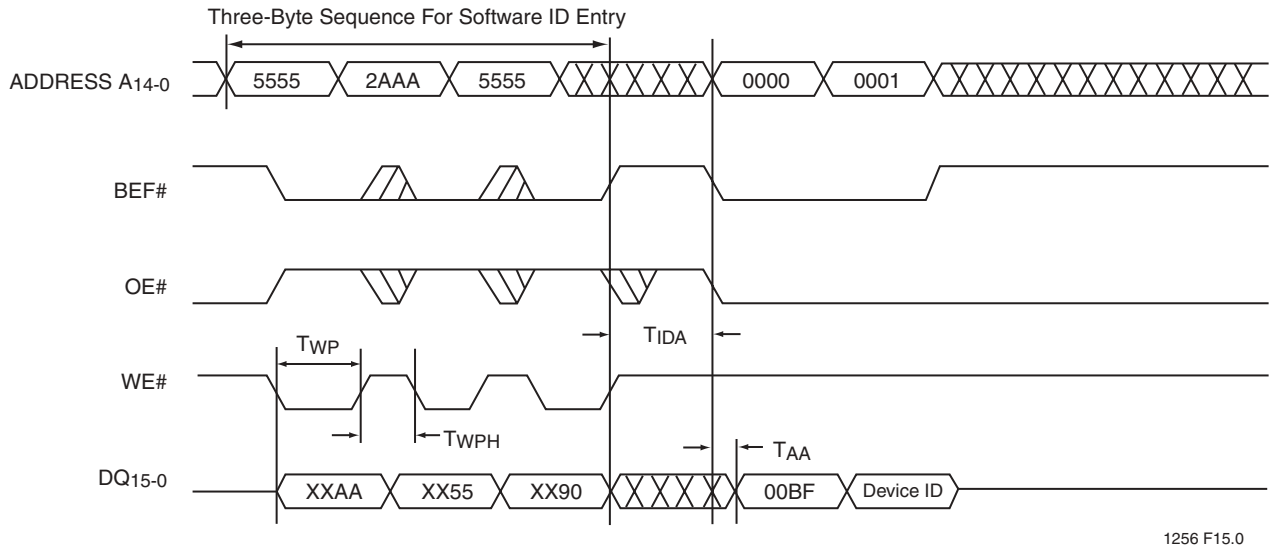 Three-Byte Sequence For Software ID Entry
ADDRESS A14-0 5555 2AAA 5555 0000 0001
BEF#
OE#
TIDA
TWP
WE#
TWPH
TAA
DQ15-0 XXAA XX55 XX90 00BF Device ID
1256 F15.0